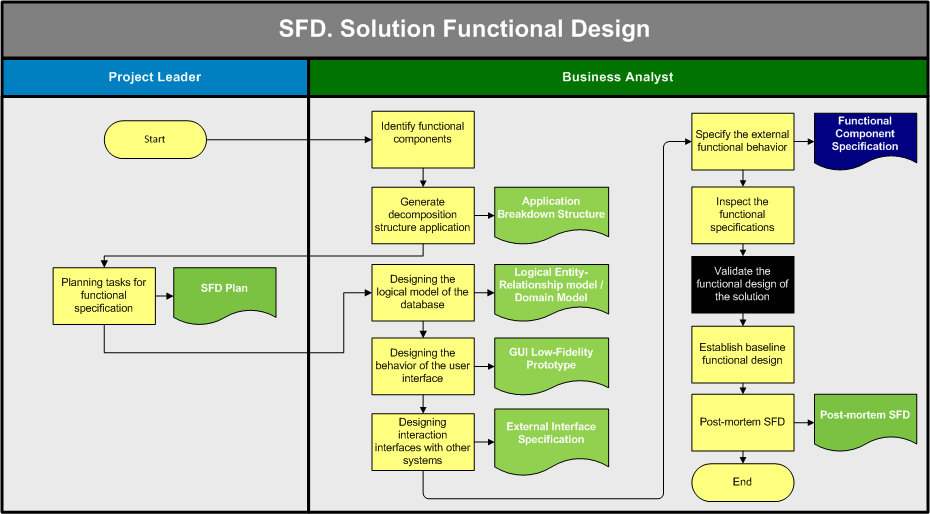 SFD. Solution Functional Design
Project Leader
Business Analyst
Start
Identify functional
components
Generate
decomposition
structure application
Application
Breakdown Structure
Planning tasks for
functional
specification
SFD Plan
Designing the
logical model of the
database
Logical Entity-
Relationship model /
Domain Model
Designing the
behavior of the user
interface
GUI Low-Fidelity
Prototype
Designing
interaction
interfaces with other
systems
External Interface
Specification
Specify the external
functional behavior
Functional
Component
Specification
Inspect the
functional
specifications
Validate the
functional design of
the solution
Establish baseline
functional design
Post-mortem SFD
Post-mortem SFD
End